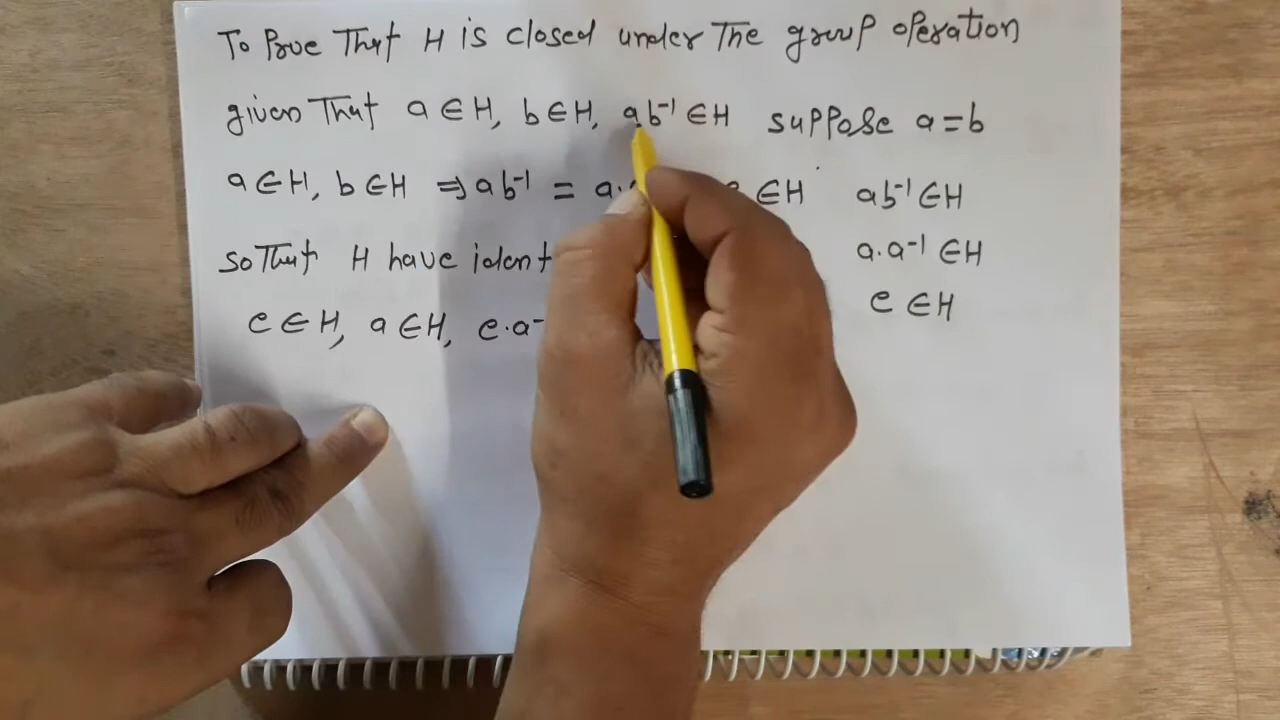 To Prove That H is closed under The group operation
given That a ∈ H, b ∈ H, ab⁻¹ ∈ H suppose a = b
a ∈ H, b ∈ H ⇒ ab⁻¹ = a. ∈ H ab⁻¹ ∈ H
so That H have a.a⁻¹ ∈ H
e ∈ H, a ∈ H, e.a⁻ e ∈ H